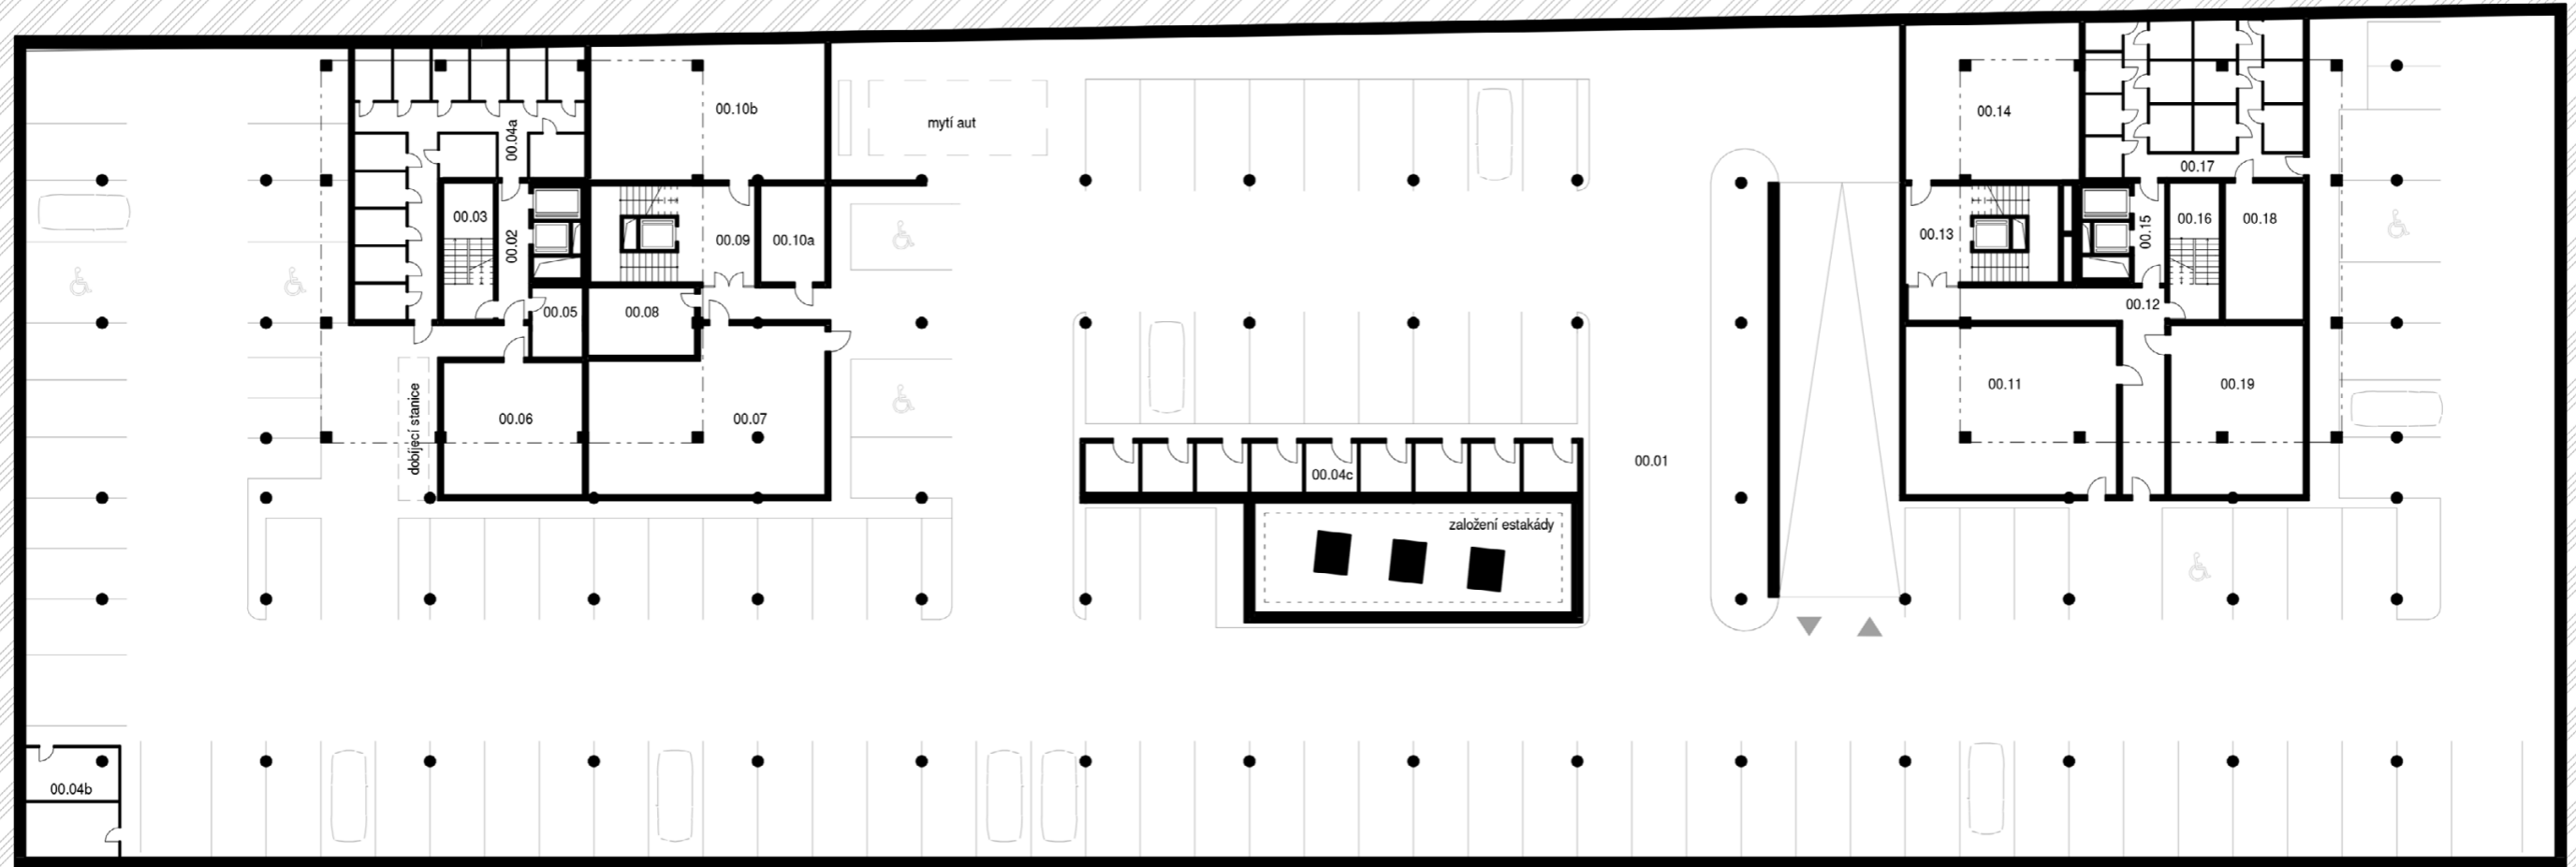 00.10b
mytí aut
00.14
00.04a
00.17
00.03
00.02
00.09
00.10a
00.13
00.15
00.16
00.18
00.05
00.08
00.12
dobíjecí stanice
00.06
00.07
00.11
00.19
00.01
00.04c
založení estakády
00.04b